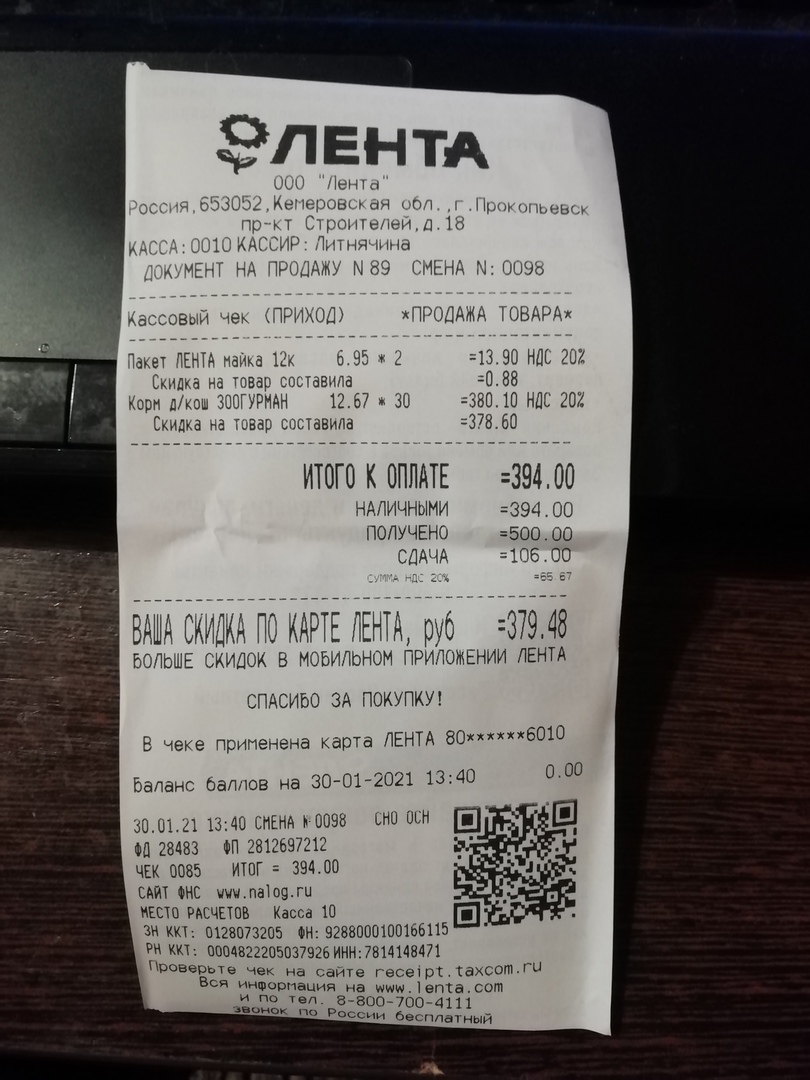 ЛЕНТА
ООО "Лента"
Россия,653052,Кемеровская обл.,г.Прокопьевск
пр-кт Строителей,д.18
КАССА:0010 КАССИР: Литнячина
ДОКУМЕНТ НА ПРОДАЖУ N 89 СМЕНА N: 0098
Кассовый чек (ПРИХОД) *ПРОДАЖА ТОВАРА*
Пакет ЛЕНТА майка 12к 6.95 * 2 =13.90 НДС 20%
Скидка на товар составила =0.88
Корм д/кош ЗООГУРМАН 12.67 * 30 =380.10 НДС 20%
Скидка на товар составила =378.60
ИТОГО К ОПЛАТЕ =394.00
НАЛИЧНЫМИ =394.00
ПОЛУЧЕНО =500.00
СДАЧА =106.00
СУММА НДС 20% =65.67
ВАША СКИДКА ПО КАРТЕ ЛЕНТА, руб =379.48
БОЛЬШЕ СКИДОК В МОБИЛЬНОМ ПРИЛОЖЕНИИ ЛЕНТА
СПАСИБО ЗА ПОКУПКУ!
В чеке применена карта ЛЕНТА 80******6010
Баланс баллов на 30-01-2021 13:40 0.00
30.01.21 13:40 СМЕНА №0098 СНО ОСН
ФД 28483 ФП 2812697212
ЧЕК 0085 ИТОГ = 394.00
САЙТ ФНС www.nalog.ru
МЕСТО РАСЧЕТОВ Касса 10
ЗН ККТ: 0128073205 ФН: 9288000100166115
РН ККТ: 0004822205037926 ИНН:7814148471
Проверьте чек на сайте receipt.taxcom.ru
Вся информация на www.lenta.com
и по тел. 8-800-700-4111
звонок по России бесплатный